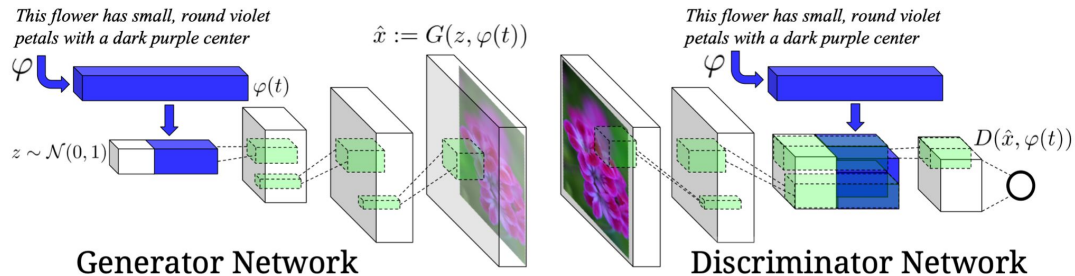 This flower has small, round violet
petals with a dark purple center
φ
φ(t)
z ∼ 𝒩(0, 1)
x̂ := G(z, φ(t))
Generator Network
This flower has small, round violet
petals with a dark purple center
φ
D(x̂, φ(t))
Discriminator Network